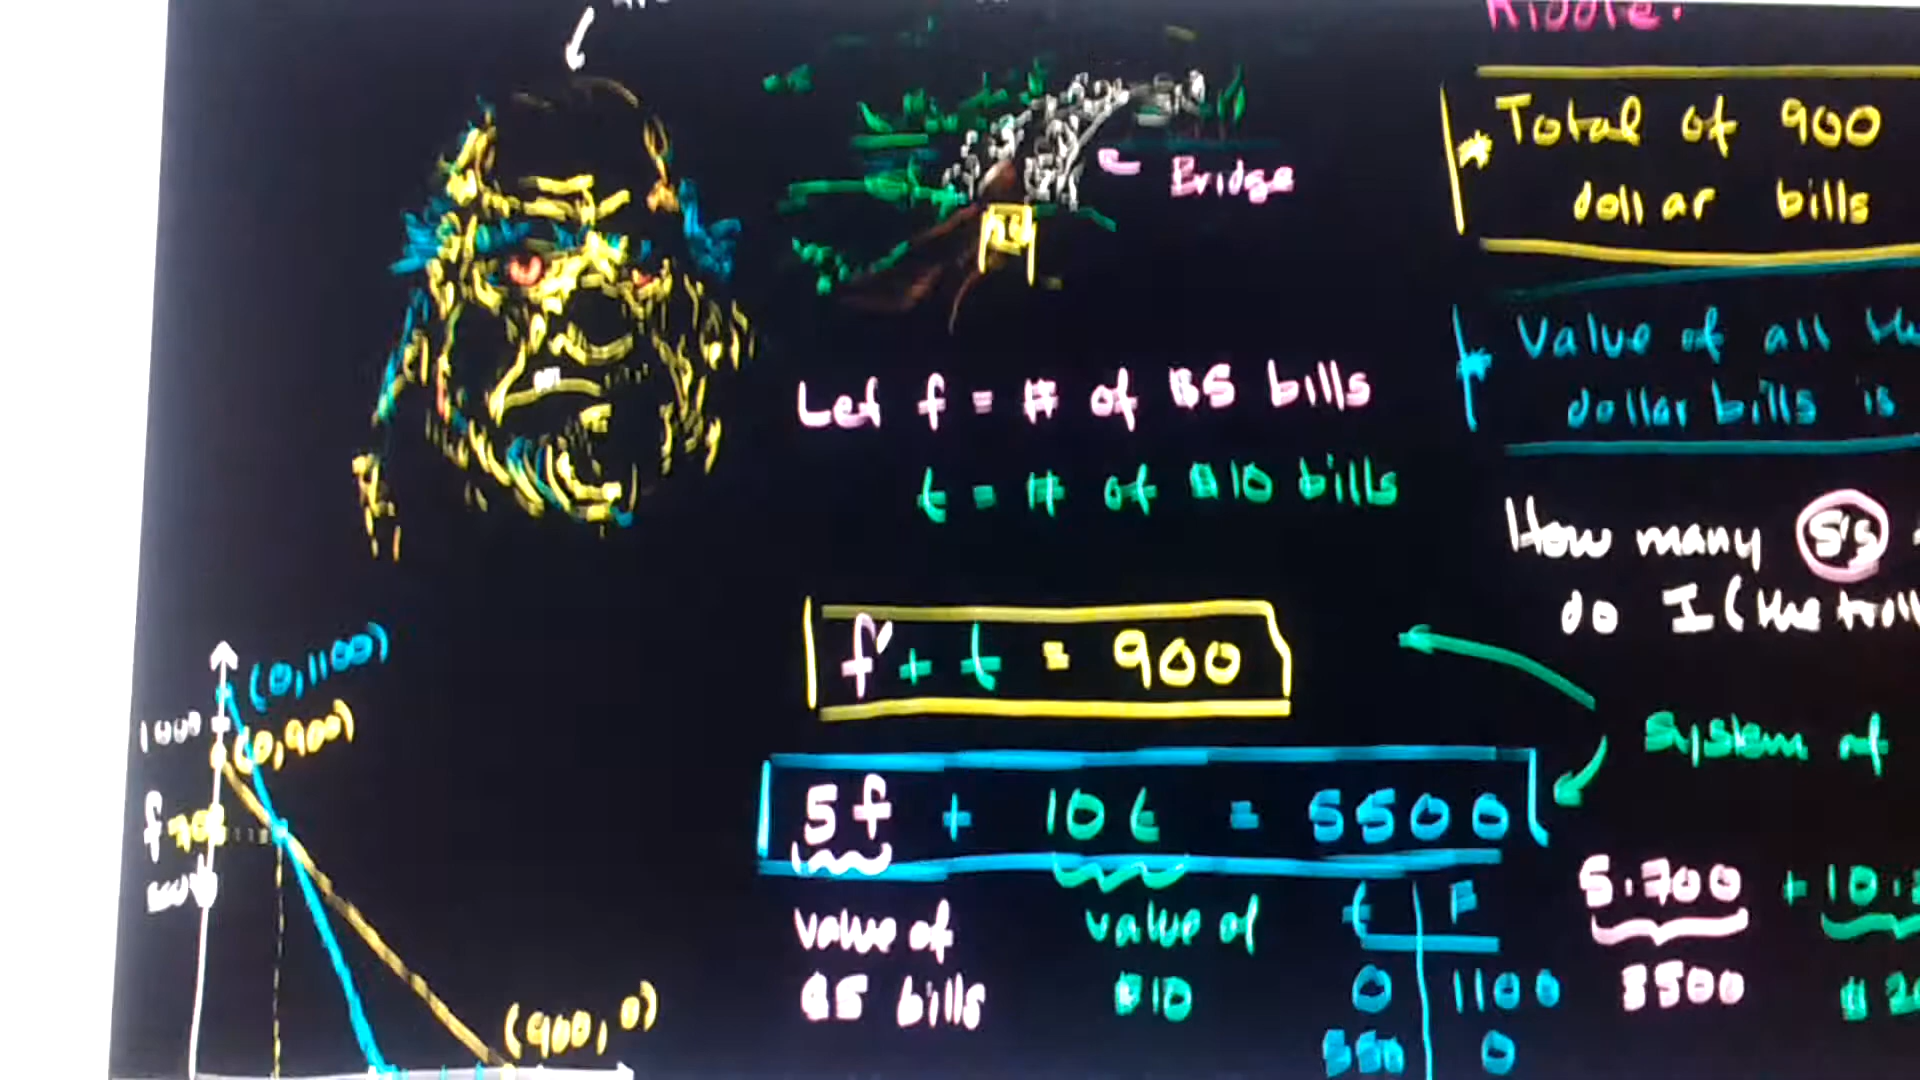 Riddle:
Total of 900
dollar bills
Bridge
Value of all the
dollar bills is
Let f = # of $5 bills
t = # of $10 bills
How many 5's
do I (the troll
f + t = 900
(0,1100)
1000
(0,900)
System of
f 700
5f + 10t = 5500
value of
$5 bills
value of
$10
t F
0 1100
550 0
5.700 + 10.
3500
(900,0)